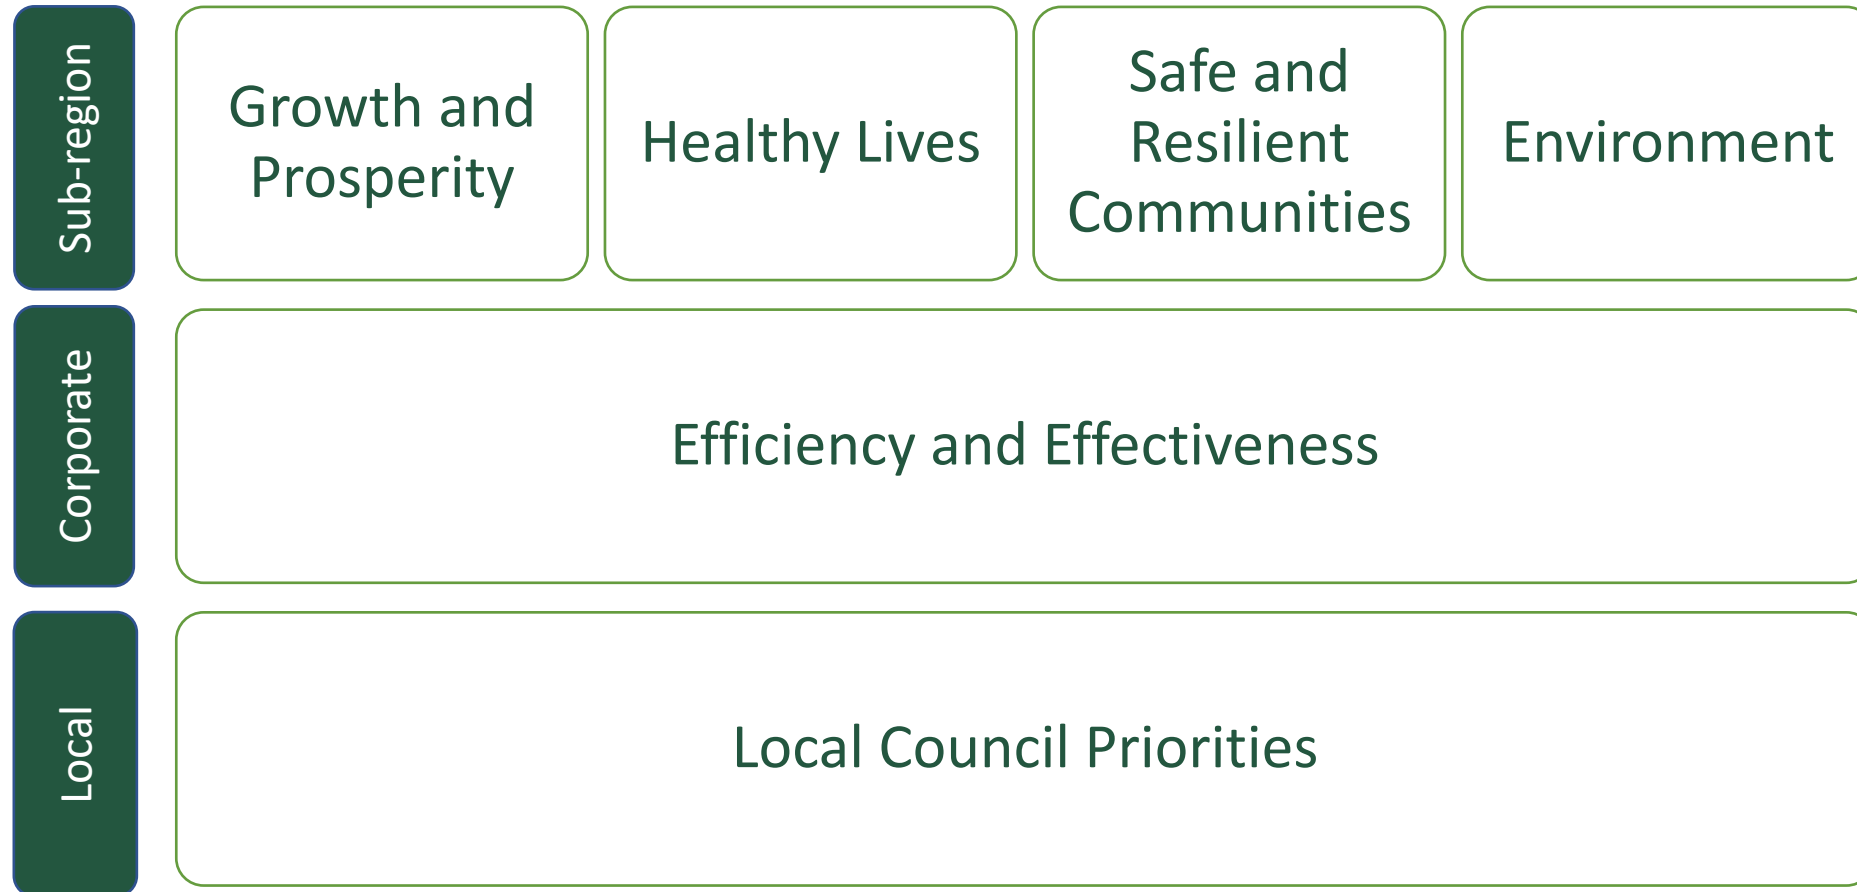 Sub-region
Growth and
Prosperity
Healthy Lives
Safe and
Resilient
Communities
Environment
Corporate
Efficiency and Effectiveness
Local
Local Council Priorities